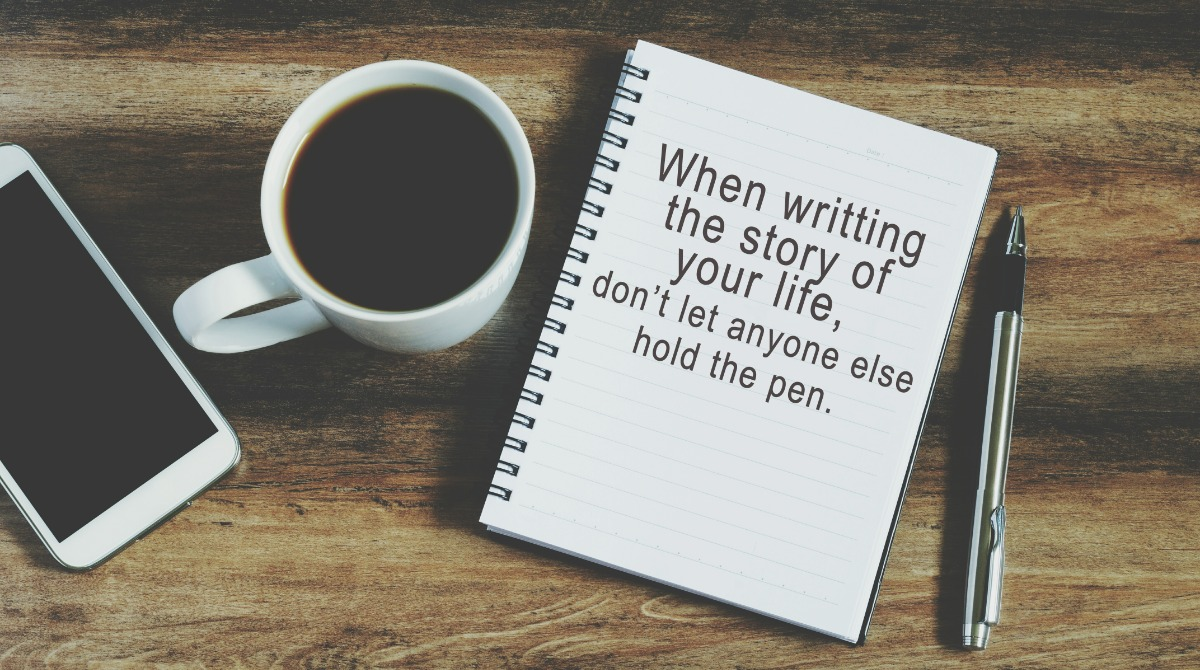 When writting
the story of
your life,
don't let anyone else
hold the pen.